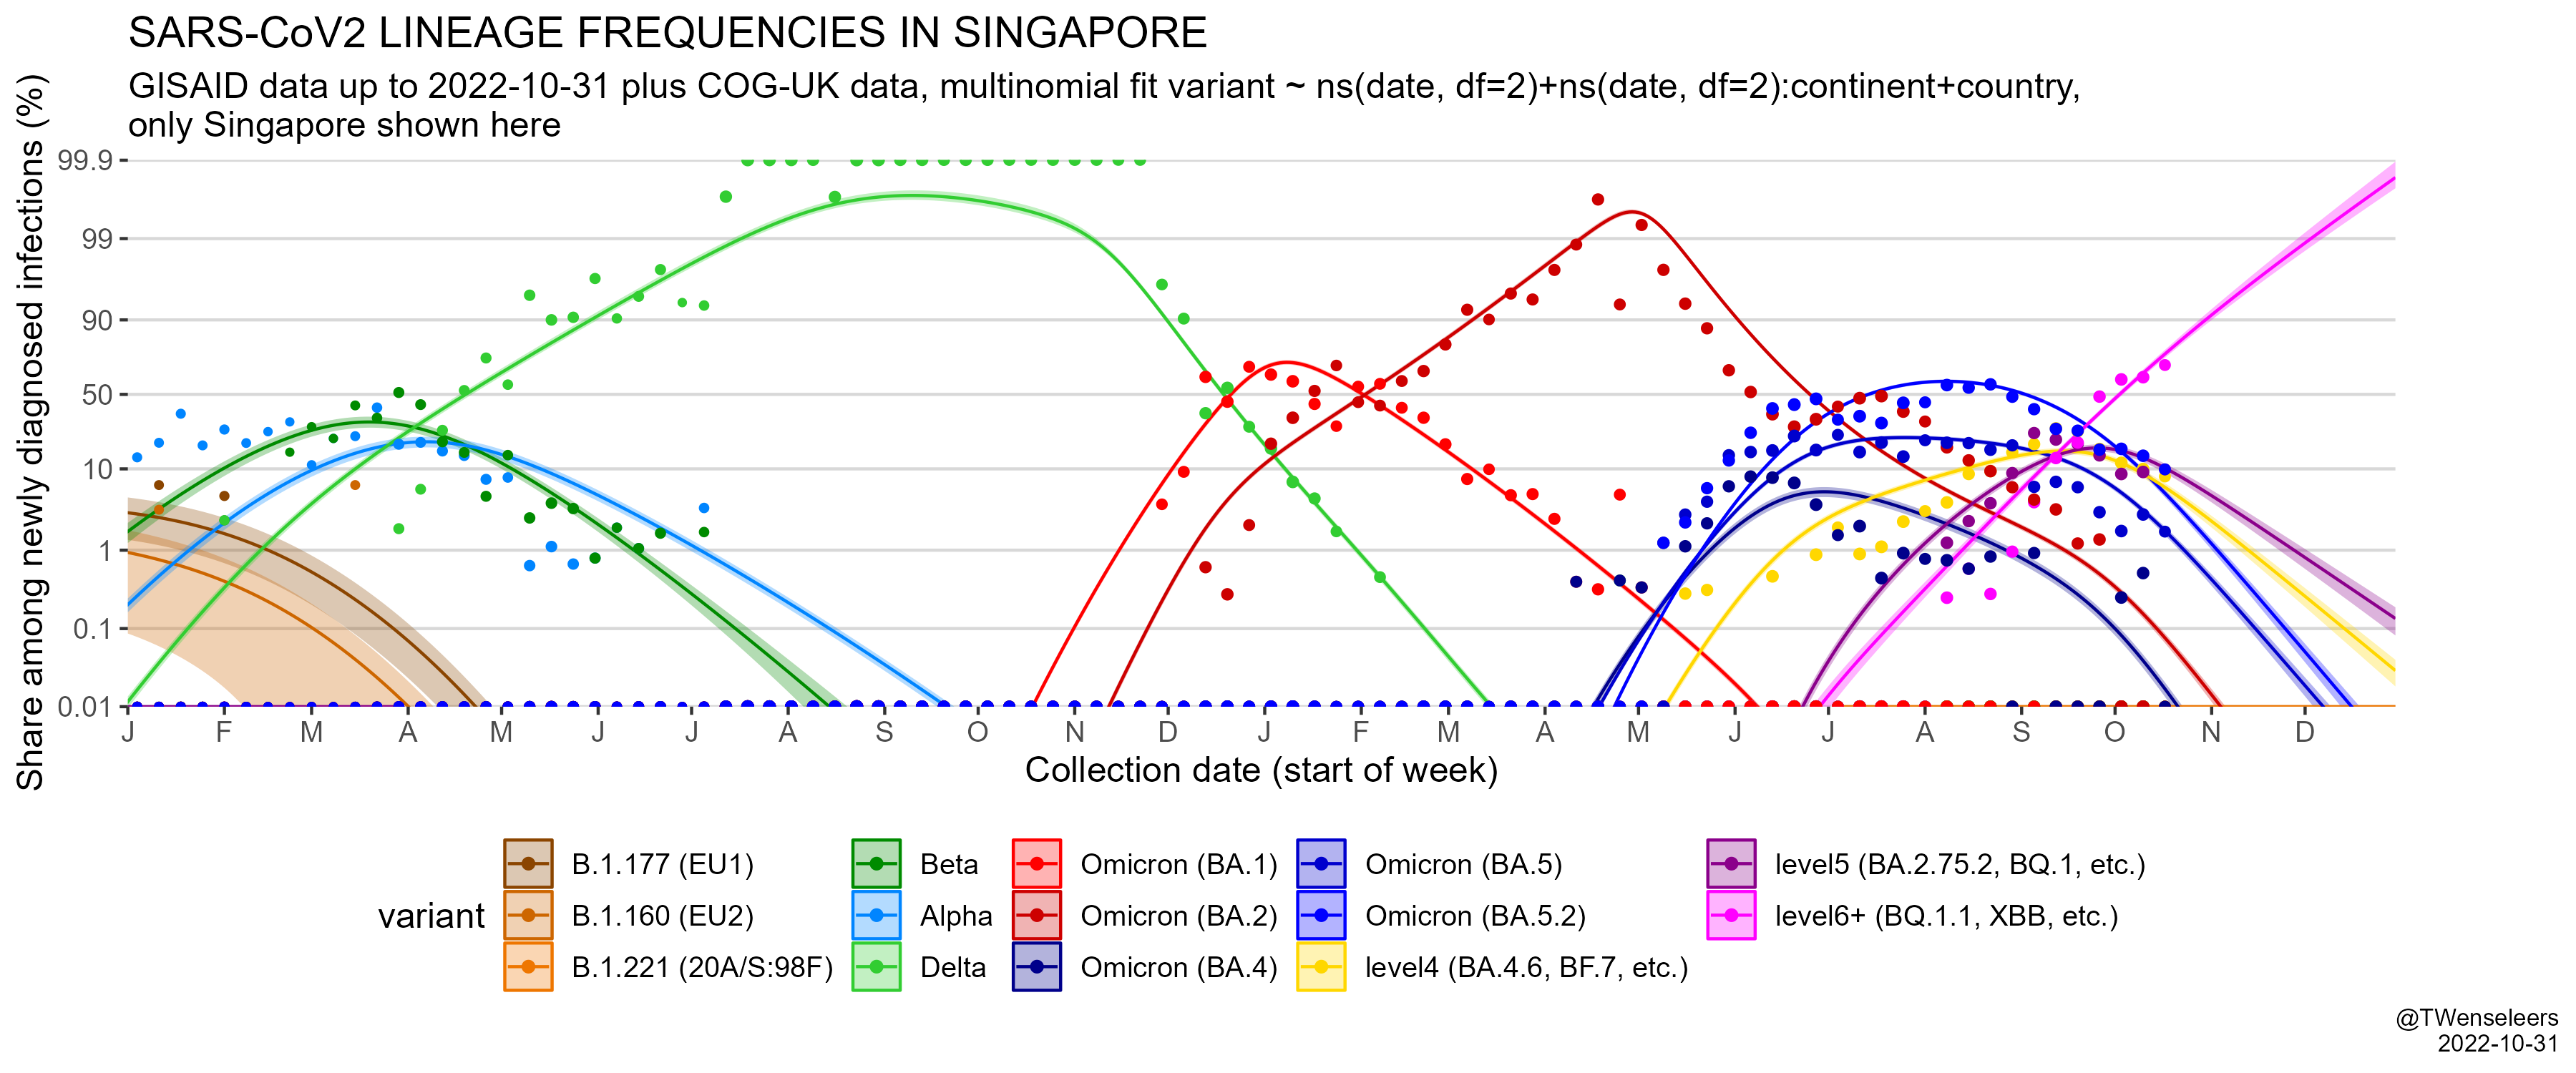 SARS-CoV2 LINEAGE FREQUENCIES IN SINGAPORE
GISAID data up to 2022-10-31 plus COG-UK data, multinomial fit variant ~ ns(date, df=2)+ns(date, df=2):continent+country,
only Singapore shown here
Share among newly diagnosed infections (%)
99.9
99
90
50
10
1
0.1
0.01
J F M A M J J A S O N D J F M A M J J A S O N D
Collection date (start of week)
variant
B.1.177 (EU1)
B.1.160 (EU2)
B.1.221 (20A/S:98F)
Beta
Alpha
Delta
Omicron (BA.1)
Omicron (BA.2)
Omicron (BA.4)
Omicron (BA.5)
Omicron (BA.5.2)
level4 (BA.4.6, BF.7, etc.)
level5 (BA.2.75.2, BQ.1, etc.)
level6+ (BQ.1.1, XBB, etc.)
@TWenseleers
2022-10-31